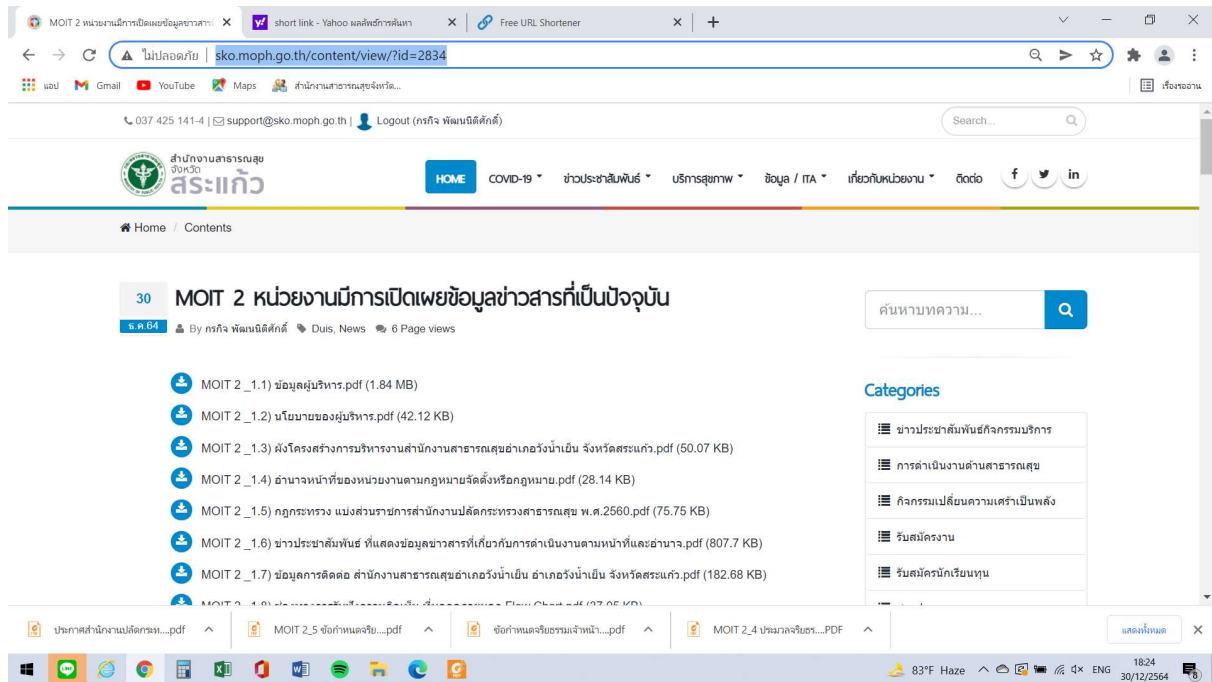 MOIT 2 หน่วยงานมีการเปิดเผยข้อมูลข่าวสาร
short link - Yahoo ผลลัพธ์การค้นหา
Free URL Shortener
ไม่ปลอดภัย
sko.moph.go.th/content/view/?id=2834
แอป
Gmail
YouTube
Maps
สำนักงานสาธารณสุขจังหวัด...
เรื่องรออ่าน
037 425 141-4 | support@sko.moph.go.th | Logout (กรกิจ พัฒนนิติศักดิ์)
Search...
สำนักงานสาธารณสุข
จังหวัด
สระแก้ว
HOME
COVID-19
ข่าวประชาสัมพันธ์
บริการสุขภาพ
ข้อมูล / ITA
เกี่ยวกับหน่วยงาน
ติดต่อ
Home / Contents
30
ธ.ค.64
MOIT 2 หน่วยงานมีการเปิดเผยข้อมูลข่าวสารที่เป็นปัจจุบัน
By กรกิจ พัฒนนิติศักดิ์ Duis, News 6 Page views
ค้นหาบทความ...
MOIT 2 _1.1) ข้อมูลผู้บริหาร.pdf (1.84 MB)
MOIT 2 _1.2) นโยบายของผู้บริหาร.pdf (42.12 KB)
MOIT 2 _1.3) ผังโครงสร้างการบริหารงานสำนักงานสาธารณสุขอำเภอวังน้ำเย็น จังหวัดสระแก้ว.pdf (50.07 KB)
MOIT 2 _1.4) อำนาจหน้าที่ของหน่วยงานตามกฎหมายจัดตั้งหรือกฎหมาย.pdf (28.14 KB)
MOIT 2 _1.5) กฎกระทรวง แบ่งส่วนราชการสำนักงานปลัดกระทรวงสาธารณสุข พ.ศ.2560.pdf (75.75 KB)
MOIT 2 _1.6) ข่าวประชาสัมพันธ์ ที่แสดงข้อมูลข่าวสารที่เกี่ยวกับการดำเนินงานตามหน้าที่และอำนาจ.pdf (807.7 KB)
MOIT 2 _1.7) ข้อมูลการติดต่อ สำนักงานสาธารณสุขอำเภอวังน้ำเย็น อำเภอวังน้ำเย็น จังหวัดสระแก้ว.pdf (182.68 KB)
Categories
ข่าวประชาสัมพันธ์กิจกรรมบริการ
การดำเนินงานด้านสาธารณสุข
กิจกรรมเปลี่ยนความเศร้าเป็นพลัง
รับสมัครงาน
รับสมัครนักเรียนทุน
ประกาศสำนักงานปลัดกระท....pdf
MOIT 2_5 ข้อกำหนดจริย....pdf
ข้อกำหนดจริยธรรมเจ้าหน้า....pdf
MOIT 2_4 ประมวลจริยธร....PDF
แสดงทั้งหมด
83°F Haze
ENG
18:24
30/12/2564